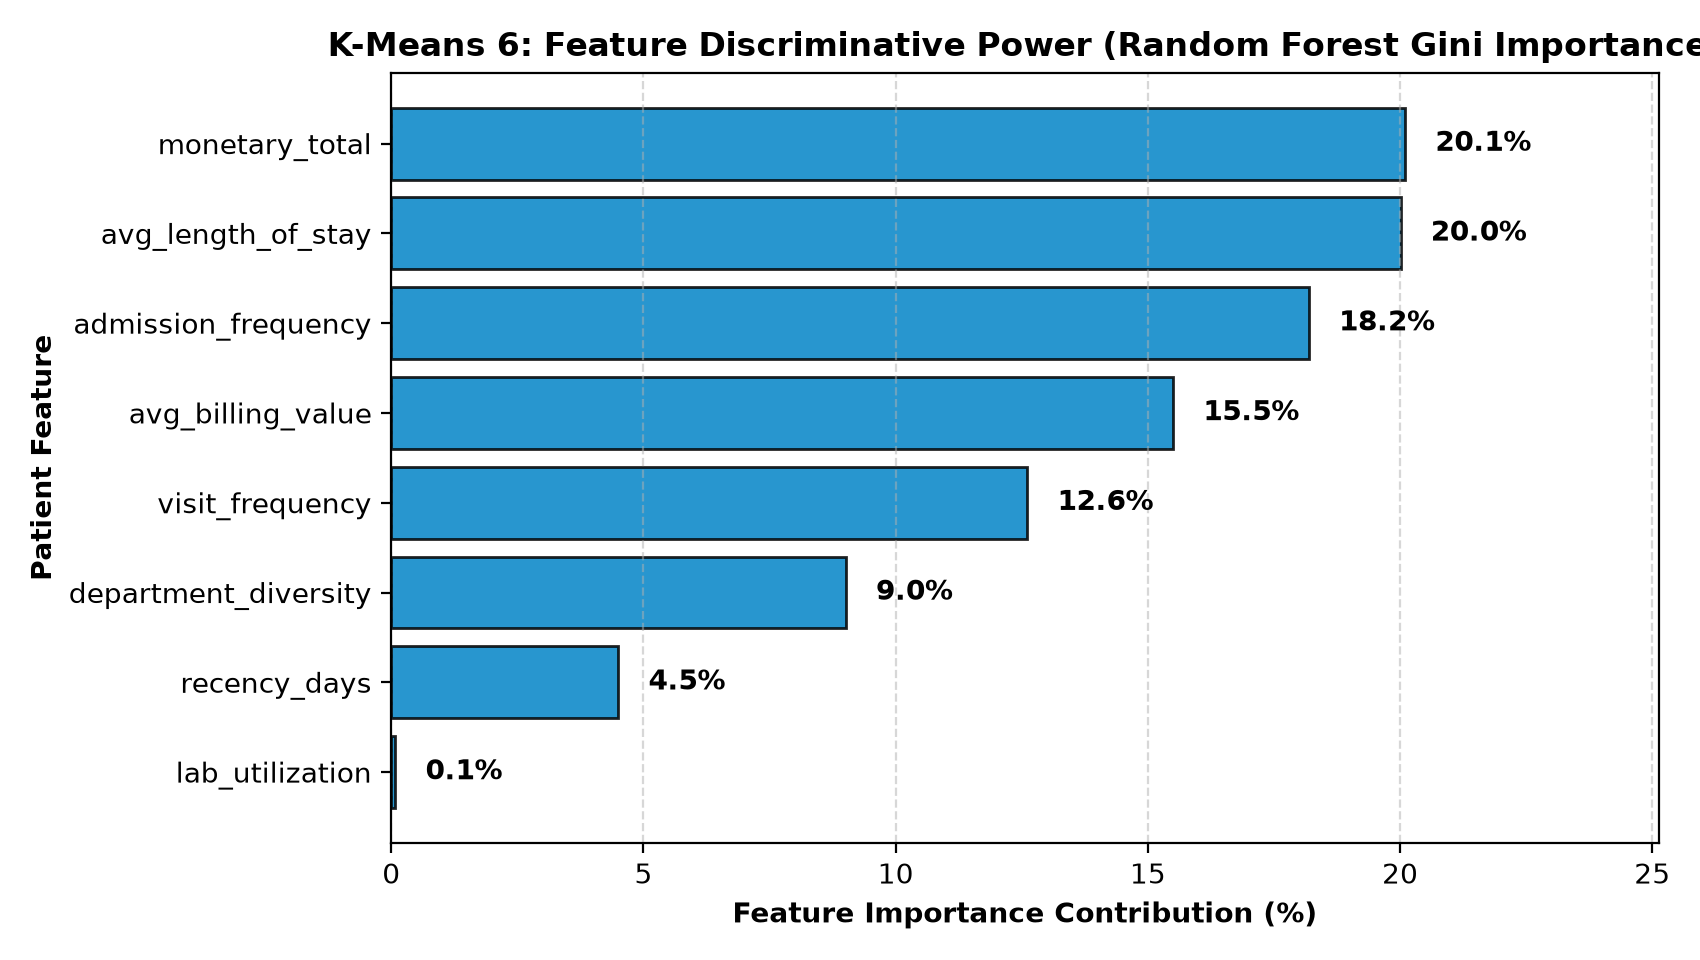 K-Means 6: Feature Discriminative Power (Random Forest Gini Importance
monetary_total
20.1%
avg_length_of_stay
20.0%
admission_frequency
18.2%
avg_billing_value
15.5%
visit_frequency
12.6%
department_diversity
9.0%
recency_days
4.5%
lab_utilization
0.1%
Patient Feature
0 5 10 15 20 25
Feature Importance Contribution (%)